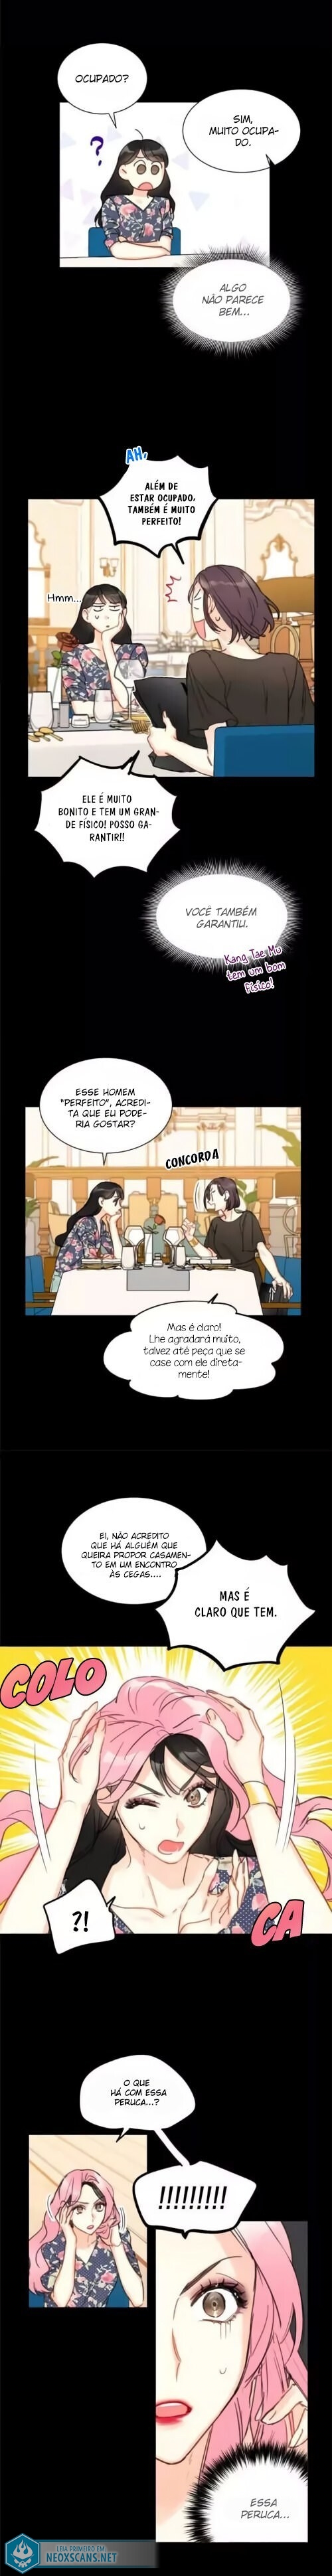 OCUPADO?
SIM,
MUITO OCUPA-
DO.
?
ALGO
NÃO PARECE
BEM...
AH,
ALÉM DE
ESTAR OCUPADO,
TAMBÉM É MUITO
PERFEITO!
Hmm...
ELE É MUITO
BONITO E TEM UM GRAN-
DE FÍSICO! POSSO GA-
RANTIR!!
VOCÊ TAMBÉM
GARANTIU.
Kang Tae Mu
tem um bom
físico!
ESSE HOMEM
"PERFEITO", ACREDI-
TA QUE EU PODE-
RIA GOSTAR?
CONCORDA
Mas é claro!
Lhe agradará muito,
talvez até peça que se
case com ele direta-
mente!
EI, NÃO ACREDITO
QUE HÁ ALGUÉM QUE
QUEIRA PROPOR CASAMEN-
TO EM UM ENCONTRO
ÀS CEGAS....
MAS É
CLARO QUE TEM.
COLO
?!
CA
O QUE
HÁ COM ESSA
PERUCA...?
!!!!!!!!!
ESSA
PERUCA...
LEIA PRIMEIRO EM
NEOXSCANS.NET